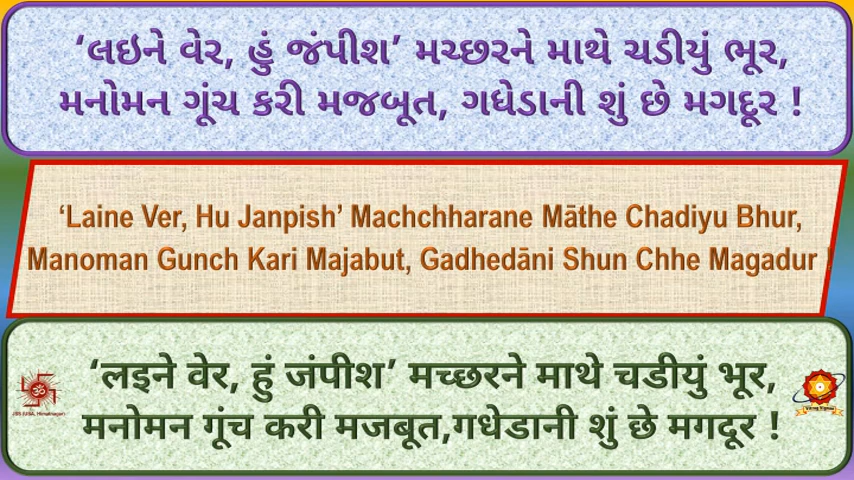 ‘લઇને વેર, હું જંપીશ’ મચ્છરને માથે ચડીયું ભૂર,
મનોમન ગૂંચ કરી મજબૂત, ગધેડાની શું છે મગદૂર !
‘Laine Ver, Hu Janpish’ Machchharane Māthe Chadiyu Bhur,
Manoman Gunch Kari Majabut, Gadhedāni Shun Chhe Magadur !
‘लइने वेर, हुं जंपीश’ मच्छरने माथे चडीयुं भूर,
मनोमन गूंच करी मजबूत,गधेडानी शुं छे मगदूर !